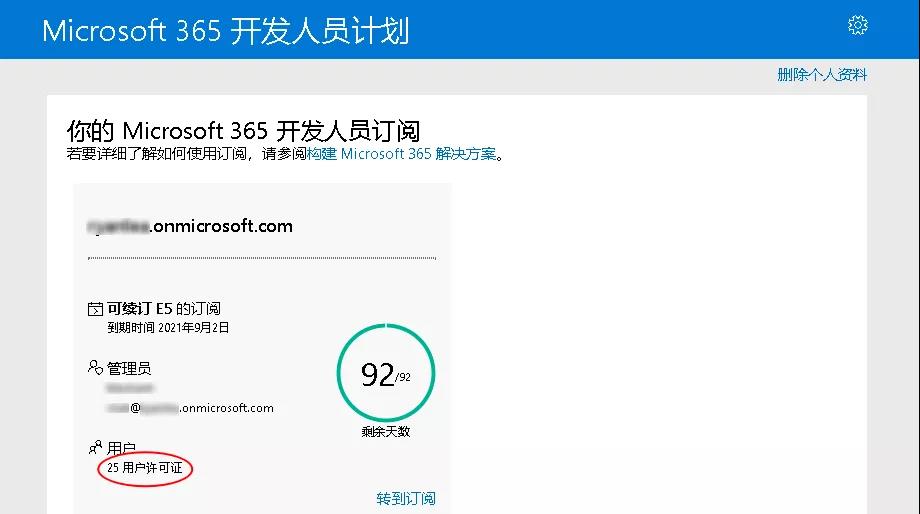 Microsoft 365 开发人员计划
删除个人资料
你的 Microsoft 365 开发人员订阅
若要详细了解如何使用订阅，请参阅构建 Microsoft 365 解决方案。
.onmicrosoft.com
可续订 E5 的订阅
到期时间 2021年9月2日
92/92
剩余天数
管理员
@
.onmicrosoft.com
用户
25 用户许可证
转到订阅